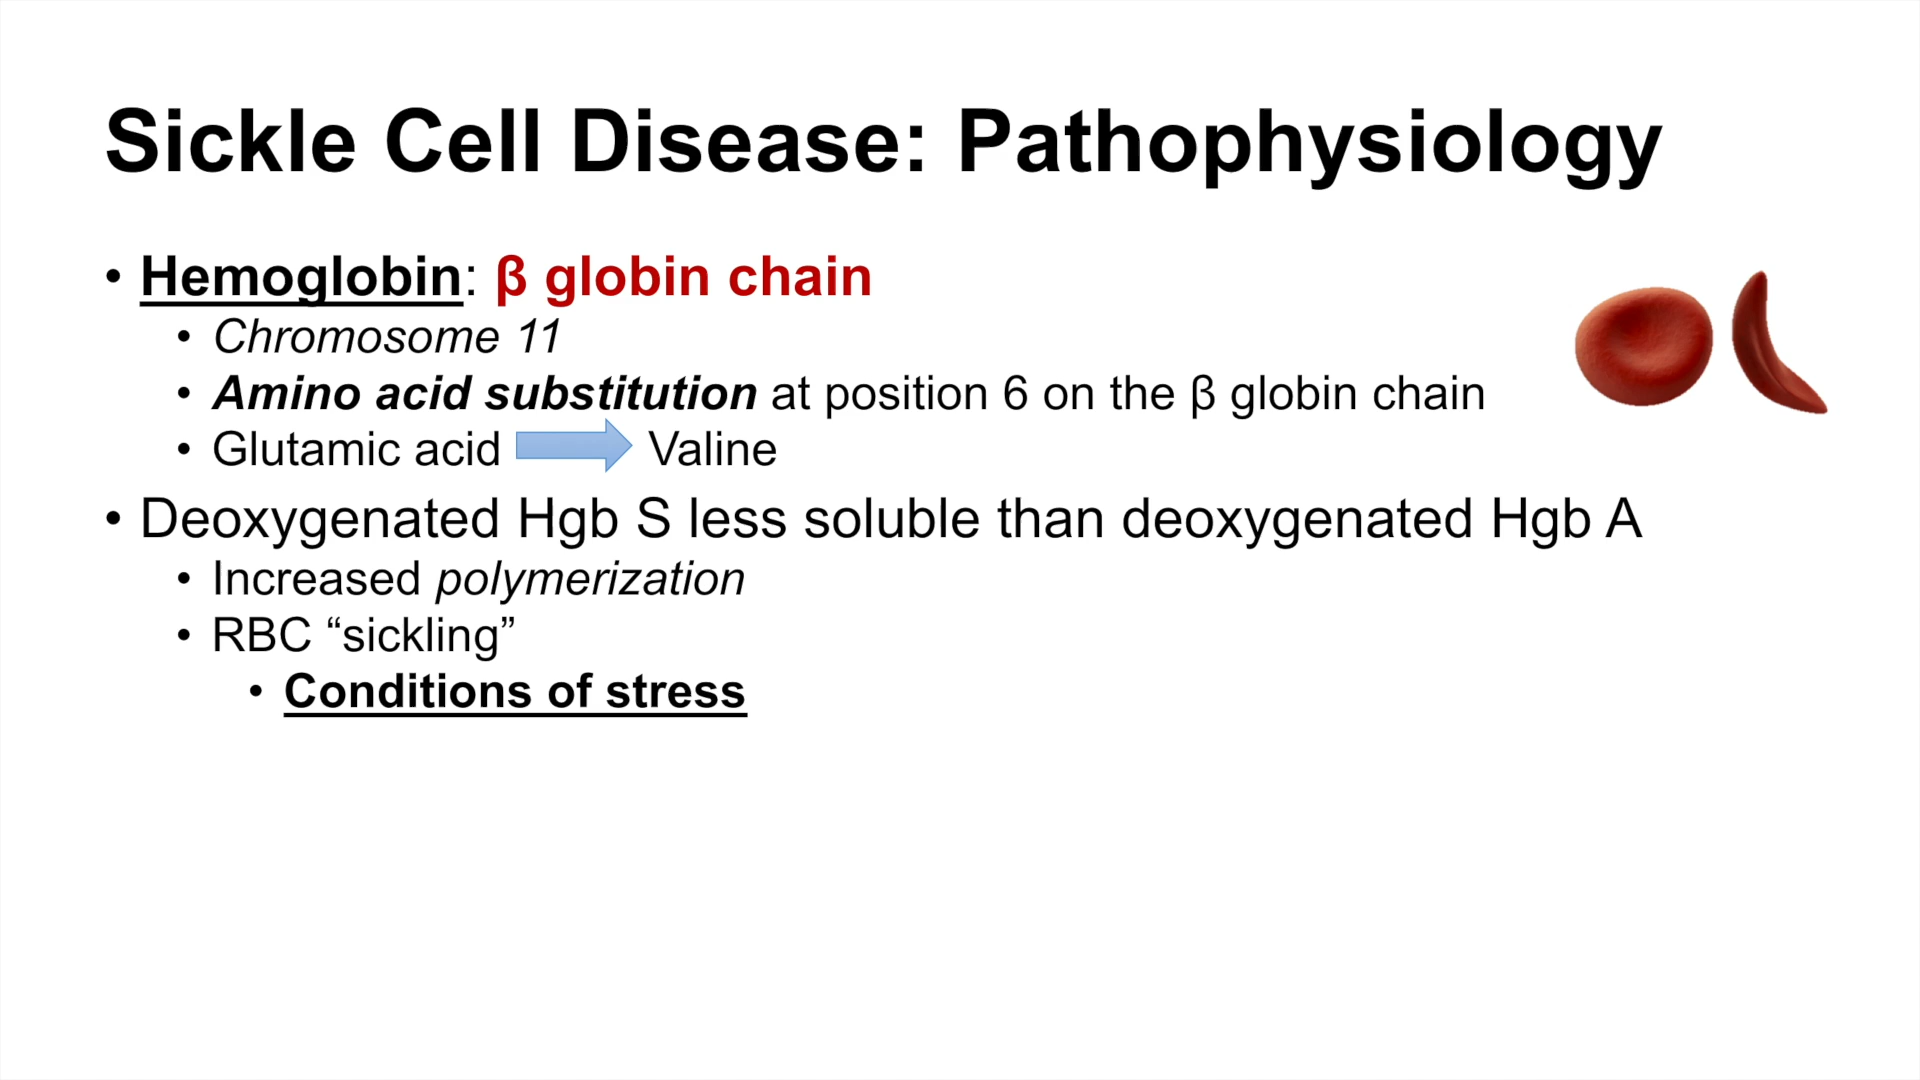 Sickle Cell Disease: Pathophysiology
• Hemoglobin: β globin chain
• Chromosome 11
• Amino acid substitution at position 6 on the β globin chain
• Glutamic acid Valine
• Deoxygenated Hgb S less soluble than deoxygenated Hgb A
• Increased polymerization
• RBC “sickling”
• Conditions of stress